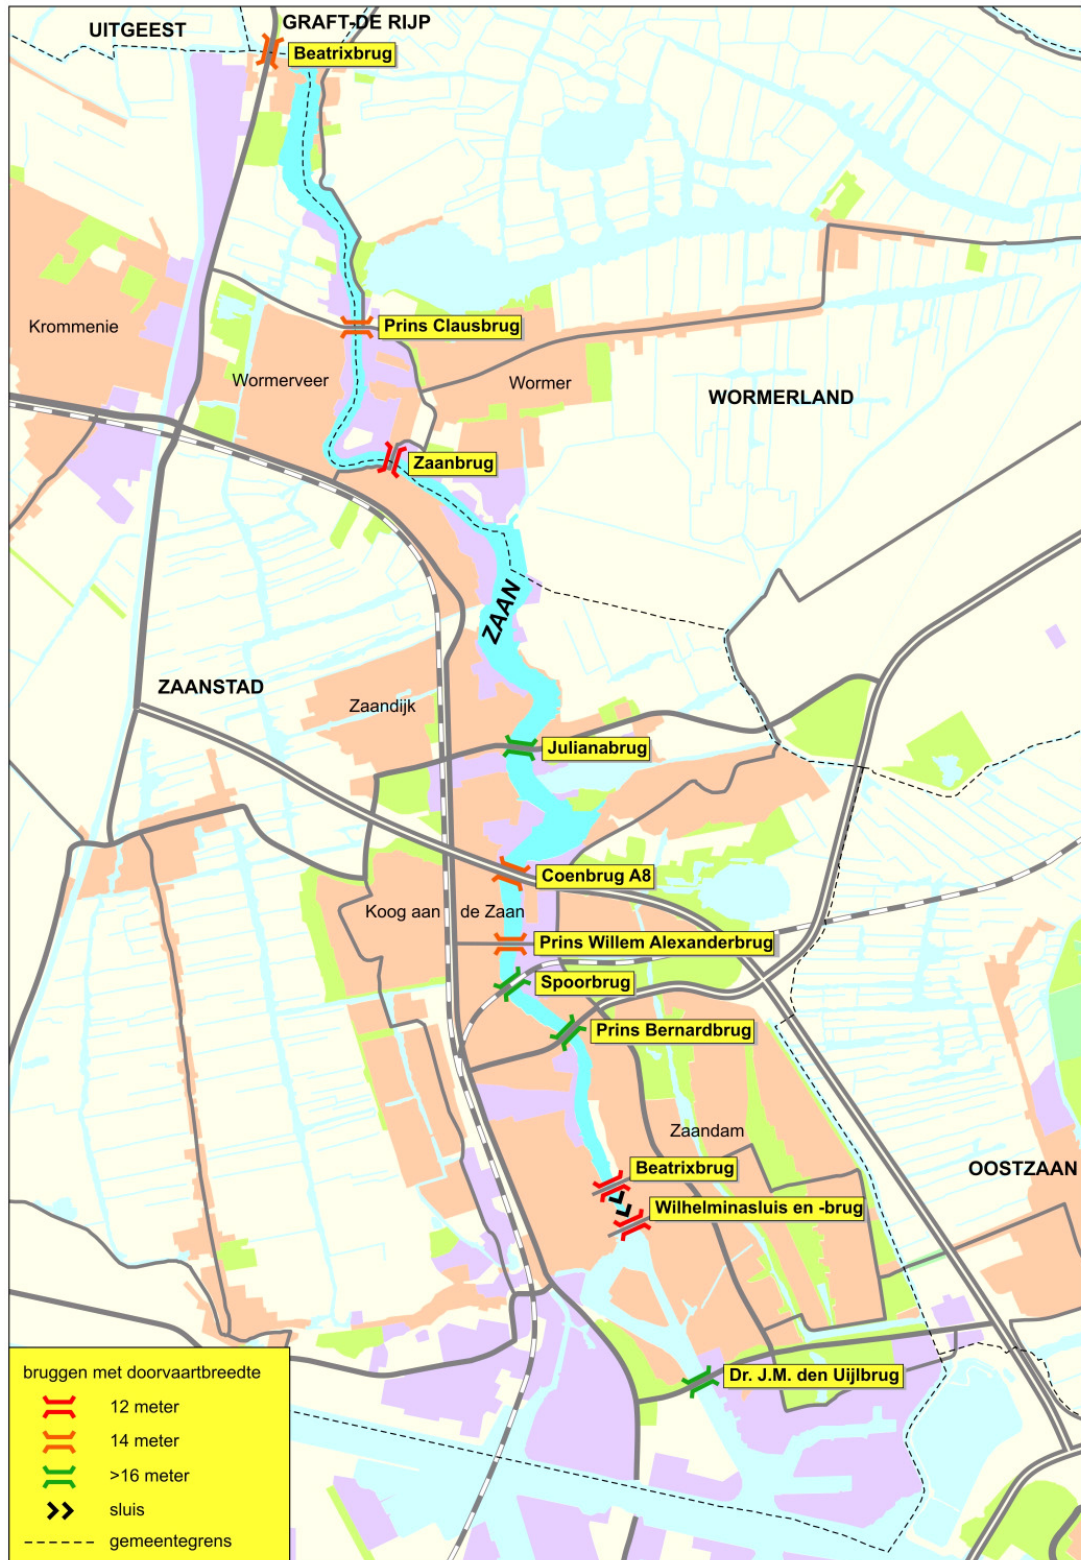 GRAFT-DE RIJP
UITGEEST
Beatrixbrug
Krommenie
Prins Clausbrug
Wormerveer
Wormer
WORMERLAND
Zaanbrug
ZAAN
ZAANSTAD
Zaandijk
Julianabrug
Coenbrug A8
Koog aan de Zaan
Prins Willem Alexanderbrug
Spoorbrug
Prins Bernardbrug
Zaandam
Beatrixbrug
OOSTZAAN
Wilhelminasluis en -brug
Dr. J.M. den Uijlbrug
bruggen met doorvaartbreedte
12 meter
14 meter
>16 meter
sluis
gemeentegrens